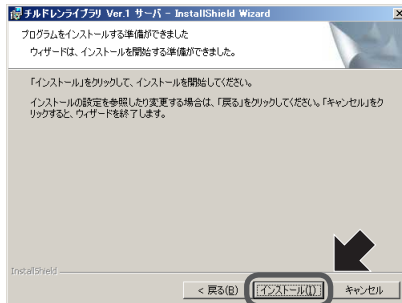 チルドレンライブラリ Ver.1 サーバ - InstallShield Wizard
プログラムをインストールする準備ができました
ウィザードは、インストールを開始する準備ができました。
「インストール」をクリックして、インストールを開始してください。
インストールの設定を参照したり変更する場合は、「戻る」をクリックしてください。「キャンセル」をク
リックすると、ウィザードを終了します。
InstallShield
< 戻る(B) インストール(I) キャンセル